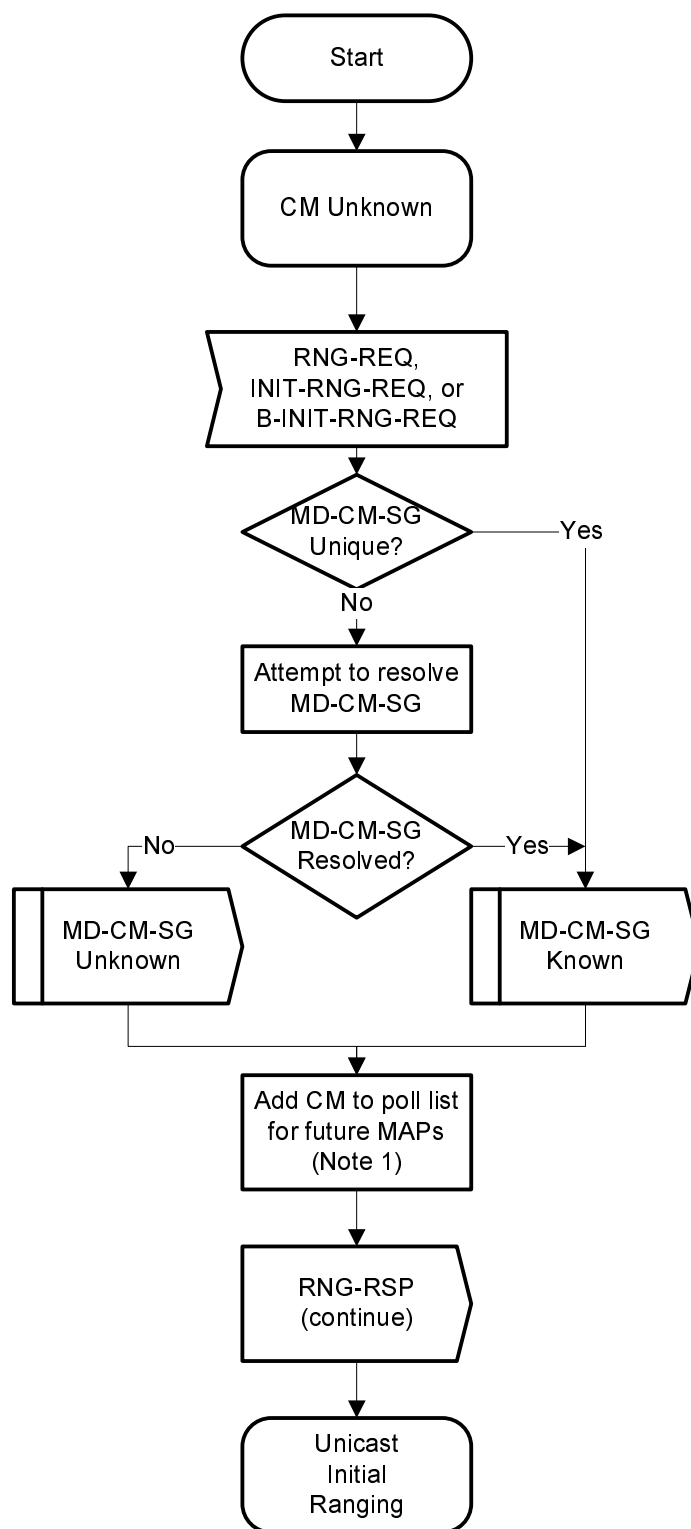 Start
CM Unknown
RNG-REQ,
INIT-RNG-REQ, or
B-INIT-RNG-REQ
MD-CM-SG
Unique?
Yes
No
Attempt to resolve
MD-CM-SG
MD-CM-SG
Resolved?
No
Yes
MD-CM-SG
Unknown
MD-CM-SG
Known
Add CM to poll list
for future MAPs
(Note 1)
RNG-RSP
(continue)
Unicast
Initial
Ranging